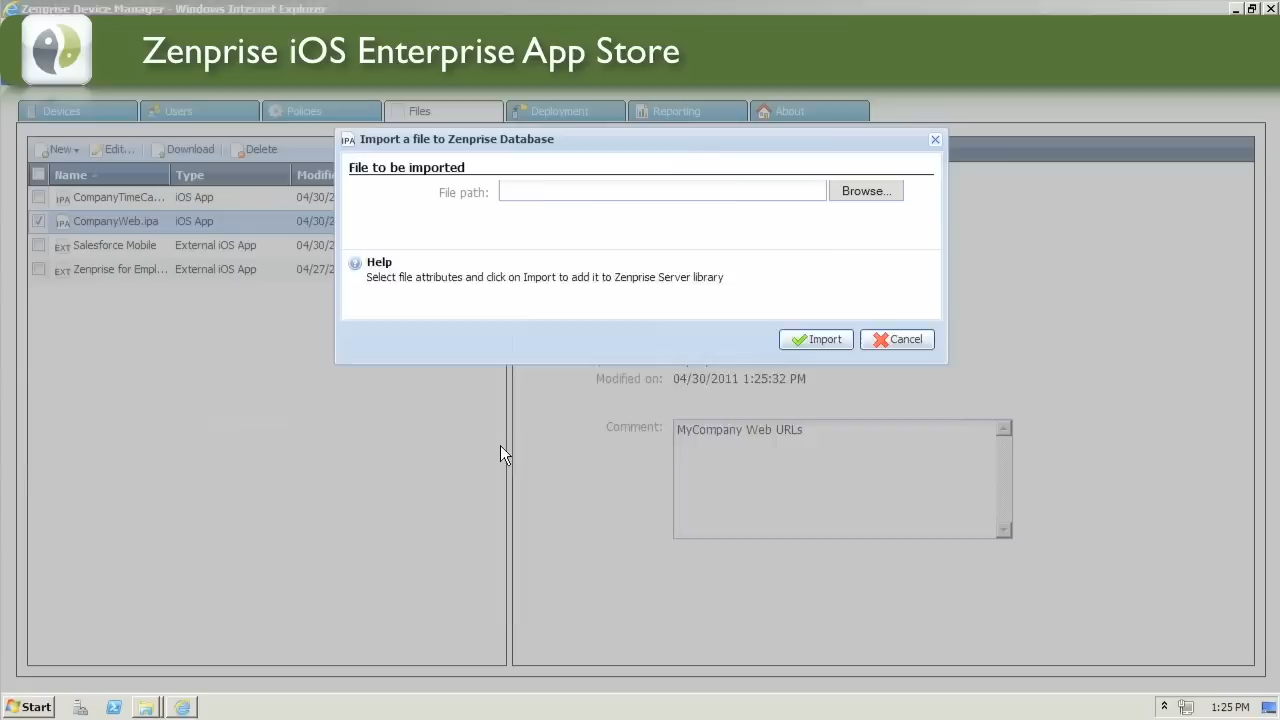 Zenprise Device Manager - Windows Internet Explorer
Zenprise iOS Enterprise App Store
Devices Users Policies Files Deployment Reporting About
IPA Import a file to Zenprise Database
New Edit... Download Delete
File to be imported
Name Type Modifi
File path: Browse...
IPA CompanyTimeCa... iOS App 04/30/2
IPA CompanyWeb.ipa iOS App 04/30/2
EXT Salesforce Mobile External iOS App 04/30/2
EXT Zenprise for Empl... External iOS App 04/27/2
Help
Select file attributes and click on Import to add it to Zenprise Server library
Import Cancel
Modified on: 04/30/2011 1:25:32 PM
Comment: MyCompany Web URLs
Start 1:25 PM